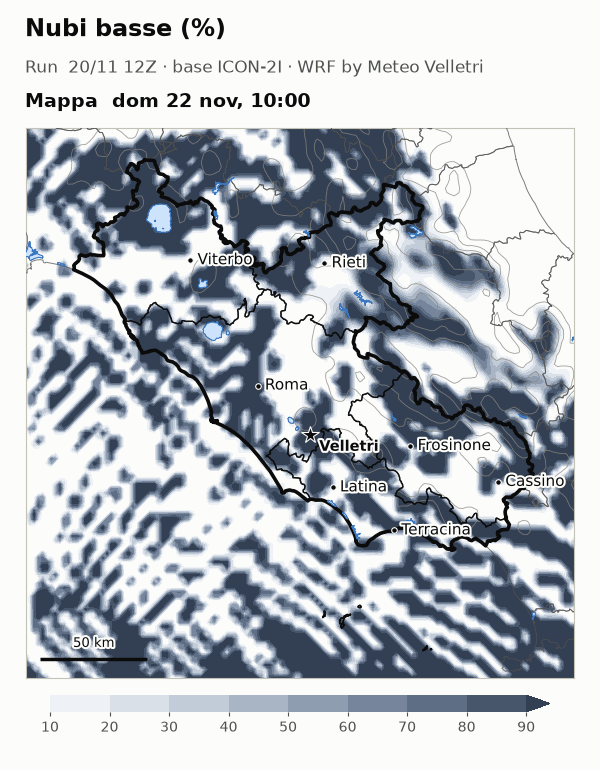 Nubi basse (%)
Run 20/11 12Z · base ICON-2I · WRF by Meteo Velletri
Mappa dom 22 nov, 10:00
Viterbo
Rieti
Roma
Velletri
Frosinone
Cassino
Latina
Terracina
50 km
10 20 30 40 50 60 70 80 90